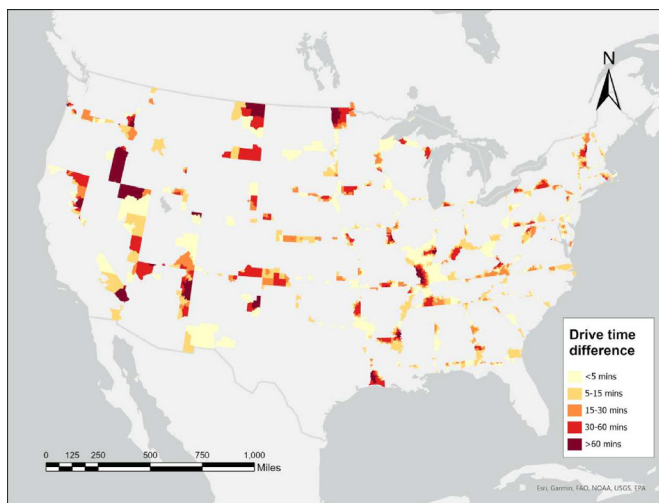 N
Drive time
difference
<5 mins
5-15 mins
15-30 mins
30-60 mins
>60 mins
0 125 250 500 750 1,000
Miles
Esri, Garmin, FAO, NOAA, USGS, EPA